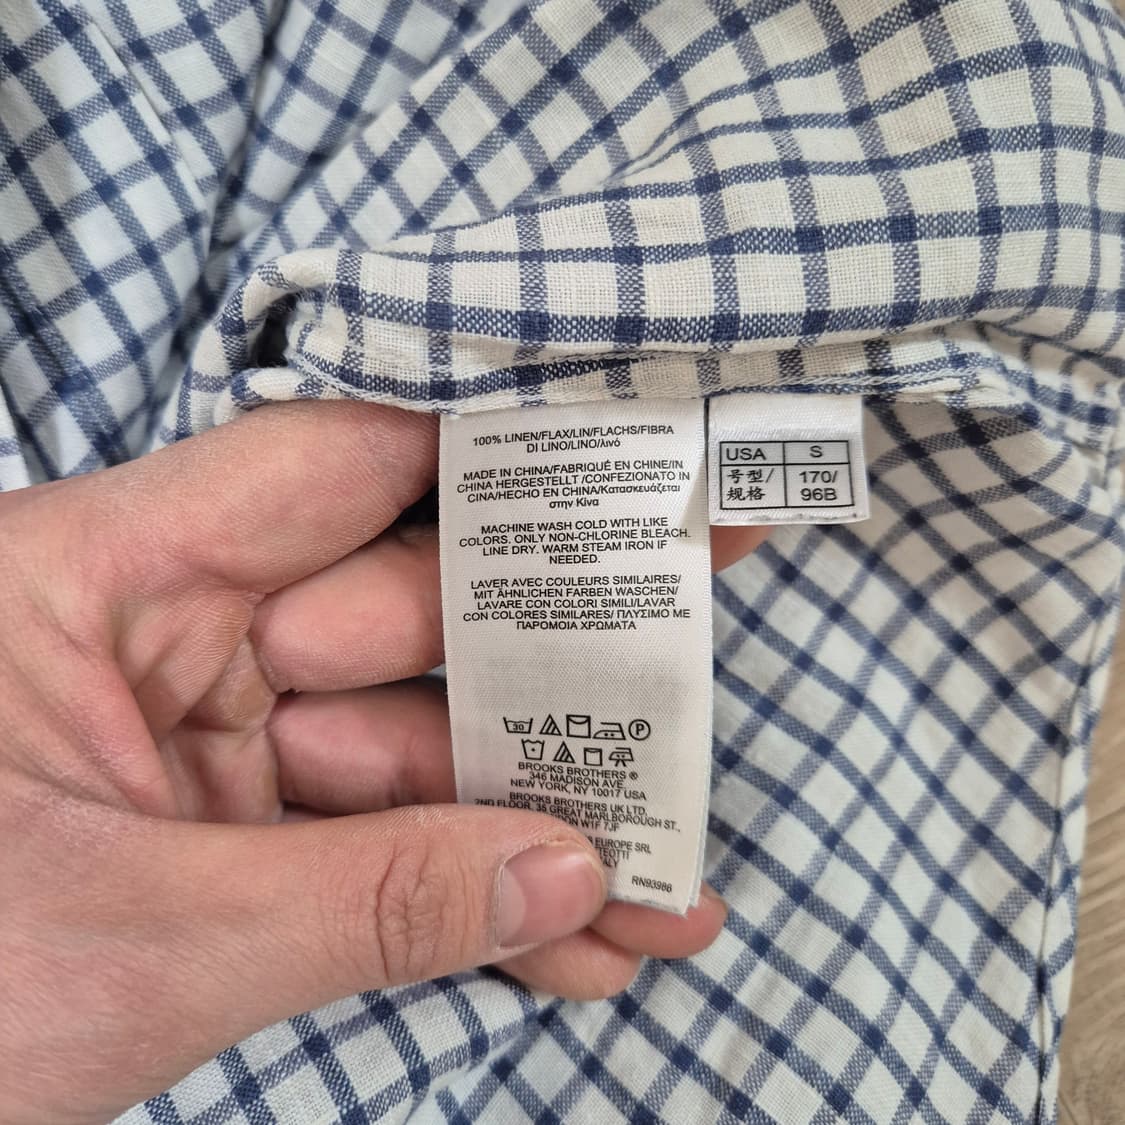 100% LINEN/FLAX/LIN/FLACHS/FIBRA
DI LINO/LINO/λινό
MADE IN CHINA/FABRIQUÉ EN CHINE/IN
CHINA HERGESTELLT /CONFEZIONATO IN
CINA/HECHO EN CHINA/Κατασκευάζεται
στην Κίνα
MACHINE WASH COLD WITH LIKE
COLORS. ONLY NON-CHLORINE BLEACH.
LINE DRY. WARM STEAM IRON IF
NEEDED.
LAVER AVEC COULEURS SIMILAIRES/
MIT ÄHNLICHEN FARBEN WASCHEN/
LAVARE CON COLORI SIMILI/LAVAR
CON COLORES SIMILARES/ ΠΛΥΣΙΜΟ ΜΕ
ΠΑΡΟΜΟΙΑ ΧΡΩΜΑΤΑ
30 P
BROOKS BROTHERS ®
346 MADISON AVE.
NEW YORK, NY 10017 USA
BROOKS BROTHERS UK LTD,
2ND FLOOR, 35 GREAT MARLBOROUGH ST.,
W1F 7JF
EUROPE SRL
RN93986
USA S
号型/ 170/
规格 96B